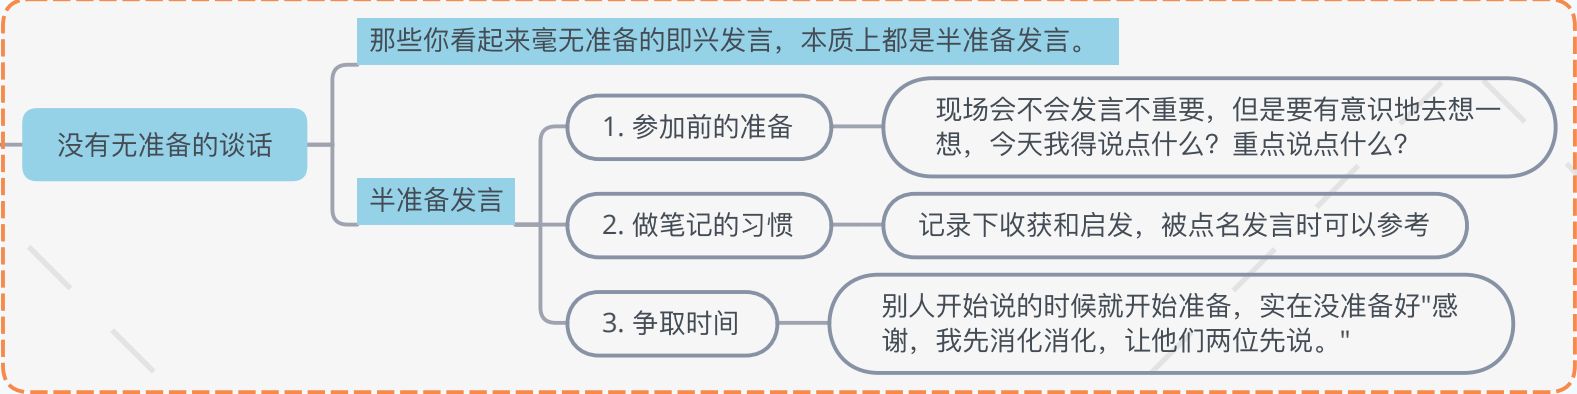 没有无准备的谈话
那些你看起来毫无准备的即兴发言，本质上都是半准备发言。
半准备发言
1. 参加前的准备
现场会不会发言不重要，但是要有意识地去想一
想，今天我得说点什么？重点说点什么？
2. 做笔记的习惯
记录下收获和启发，被点名发言时可以参考
3. 争取时间
别人开始说的时候就开始准备，实在没准备好"感
谢，我先消化消化，让他们两位先说。"